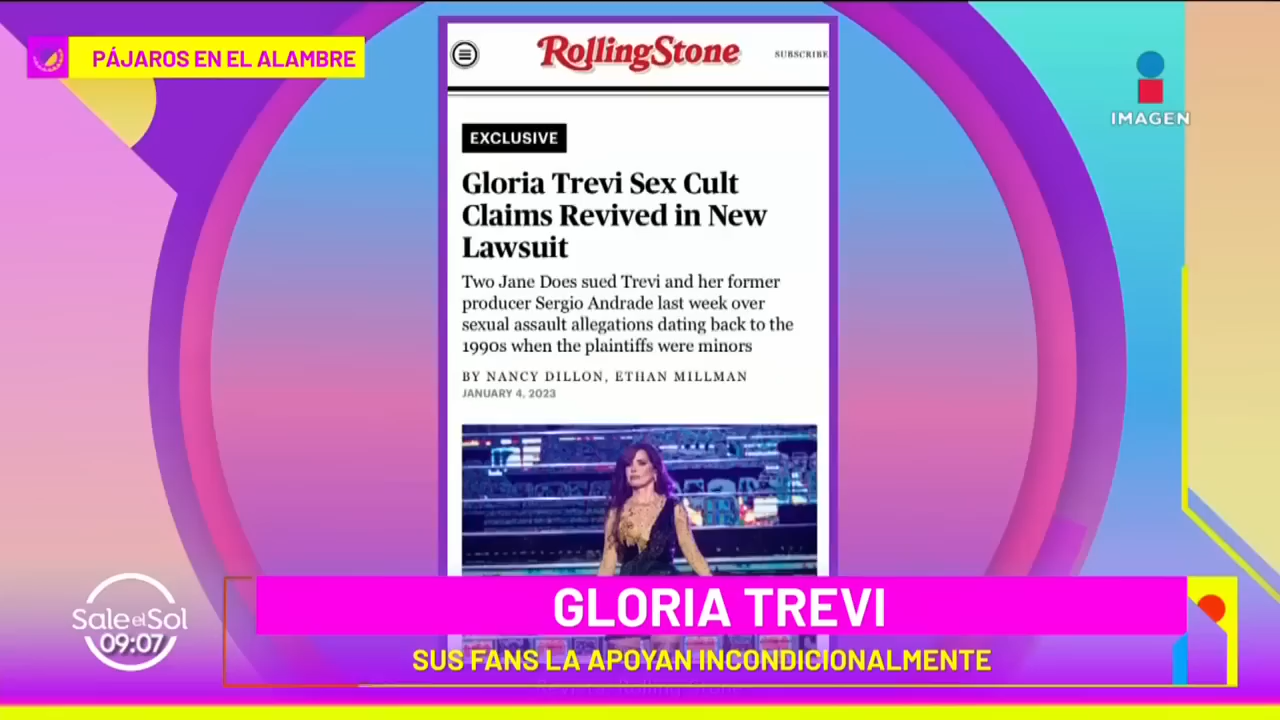 PÁJAROS EN EL ALAMBRE
RollingStone
SUBSCRIBE
IMAGEN
EXCLUSIVE
Gloria Trevi Sex Cult
Claims Revived in New
Lawsuit
Two Jane Does sued Trevi and her former
producer Sergio Andrade last week over
sexual assault allegations dating back to the
1990s when the plaintiffs were minors
BY NANCY DILLON, ETHAN MILLMAN
JANUARY 4, 2023
GLORIA TREVI
Sale el Sol
09:07
SUS FANS LA APOYAN INCONDICIONALMENTE
Revista: Rolling Stone